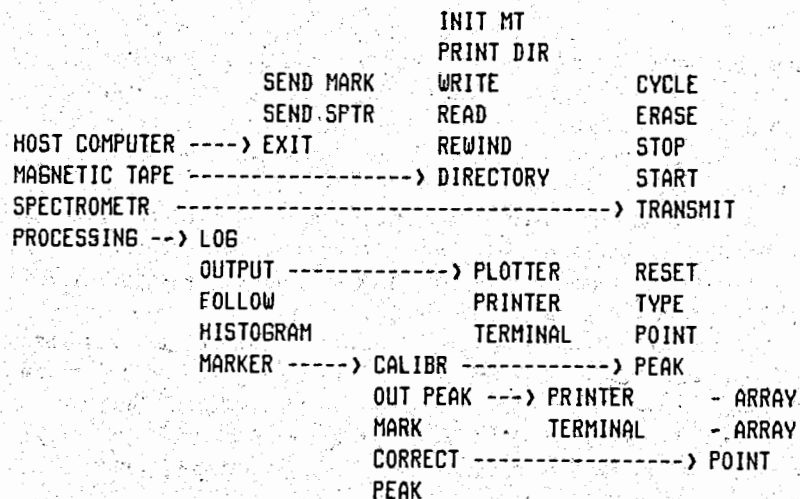 INIT MT
PRINT DIR
SEND MARK WRITE CYCLE
SEND SPTR READ ERASE
HOST COMPUTER ----> EXIT REWIND STOP
MAGNETIC TAPE ------------------> DIRECTORY START
SPECTROMETR ---------------------------------> TRANSMIT
PROCESSING --> LOG
OUTPUT -------------> PLOTTER RESET
FOLLOW PRINTER TYPE
HISTOGRAM TERMINAL POINT
MARKER -----> CALIBR ------------> PEAK
OUT PEAK ---> PRINTER - ARRAY
MARK TERMINAL - ARRAY
CORRECT -----------------> POINT
PEAK